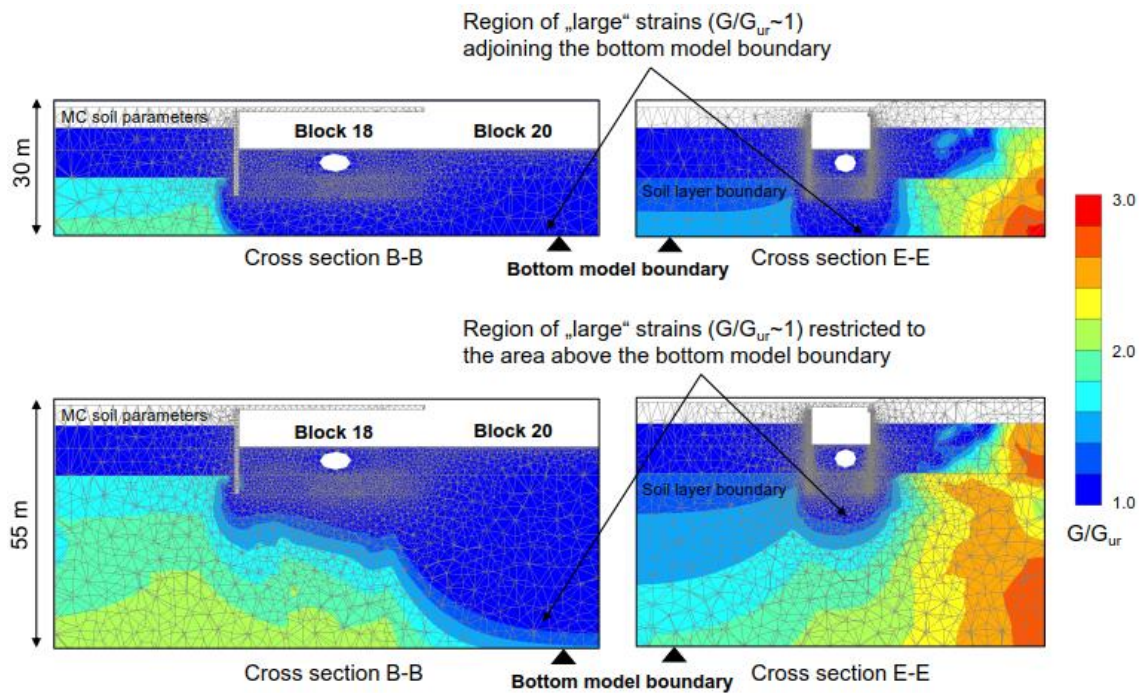 Region of „large“ strains (G/Gur~1)
adjoining the bottom model boundary
30 m
MC soil parameters
Block 18
Block 20
Soil layer boundary
Cross section B-B
Bottom model boundary
Cross section E-E
3.0
2.0
1.0
G/Gur
Region of „large“ strains (G/Gur~1) restricted to
the area above the bottom model boundary
55 m
MC soil parameters
Block 18
Block 20
Soil layer boundary
Cross section B-B
Bottom model boundary
Cross section E-E